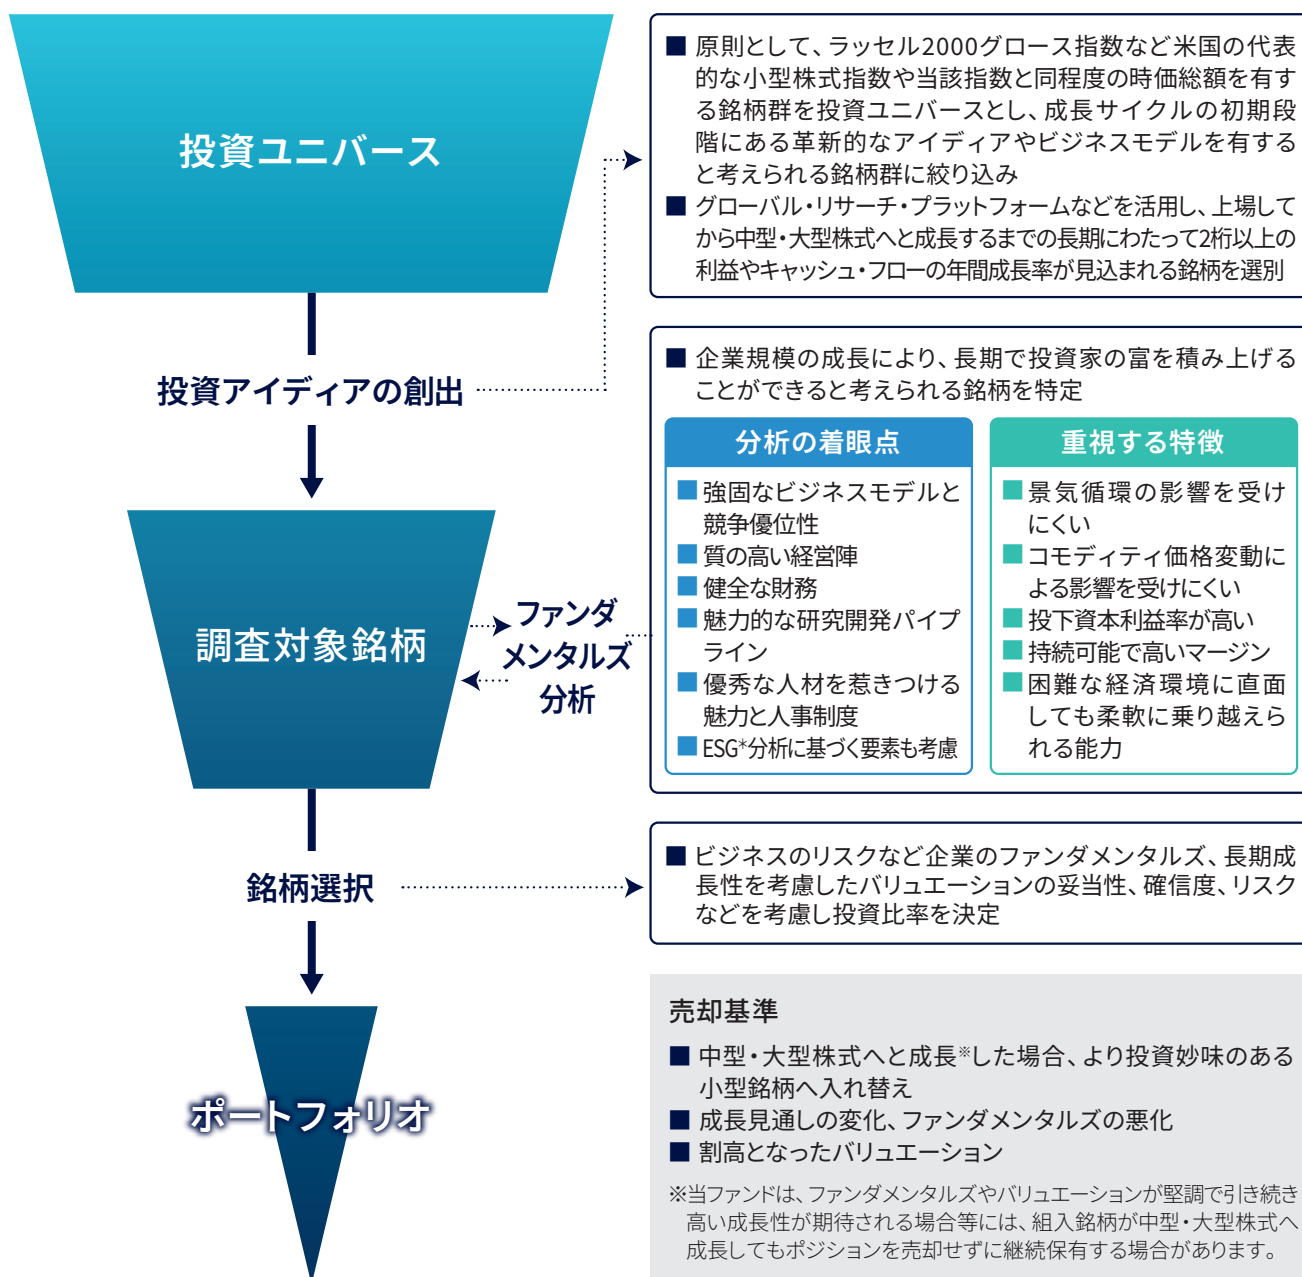 投資ユニバース
■ 原則として、ラッセル2000グロース指数など米国の代表
的な小型株式指数や当該指数と同程度の時価総額を有す
る銘柄群を投資ユニバースとし、成長サイクルの初期段
階にある革新的なアイディアやビジネスモデルを有する
と考えられる銘柄群に絞り込み
■ グローバル・リサーチ・プラットフォームなどを活用し、上場して
から中型・大型株式へと成長するまでの長期にわたって2桁以上の
利益やキャッシュ・フローの年間成長率が見込まれる銘柄を選別
投資アイディアの創出
調査対象銘柄
ファンダ
メンタルズ
分析
■ 企業規模の成長により、長期で投資家の富を積み上げる
ことができると考えられる銘柄を特定
分析の着眼点
■ 強固なビジネスモデルと
競争優位性
■ 質の高い経営陣
■ 健全な財務
■ 魅力的な研究開発パイプ
ライン
■ 優秀な人材を惹きつける
魅力と人事制度
■ ESG*分析に基づく要素も考慮
重視する特徴
■ 景気循環の影響を受け
にくい
■ コモディティ価格変動に
よる影響を受けにくい
■ 投下資本利益率が高い
■ 持続可能で高いマージン
■ 困難な経済環境に直面
しても柔軟に乗り越えら
れる能力
銘柄選択
■ ビジネスのリスクなど企業のファンダメンタルズ、長期成
長性を考慮したバリュエーションの妥当性、確信度、リスク
などを考慮し投資比率を決定
ポートフォリオ
売却基準
■ 中型・大型株式へと成長※した場合、より投資妙味のある
小型銘柄へ入れ替え
■ 成長見通しの変化、ファンダメンタルズの悪化
■ 割高となったバリュエーション
※当ファンドは、ファンダメンタルズやバリュエーションが堅調で引き続き
高い成長性が期待される場合等には、組入銘柄が中型・大型株式へ
成長してもポジションを売却せずに継続保有する場合があります。